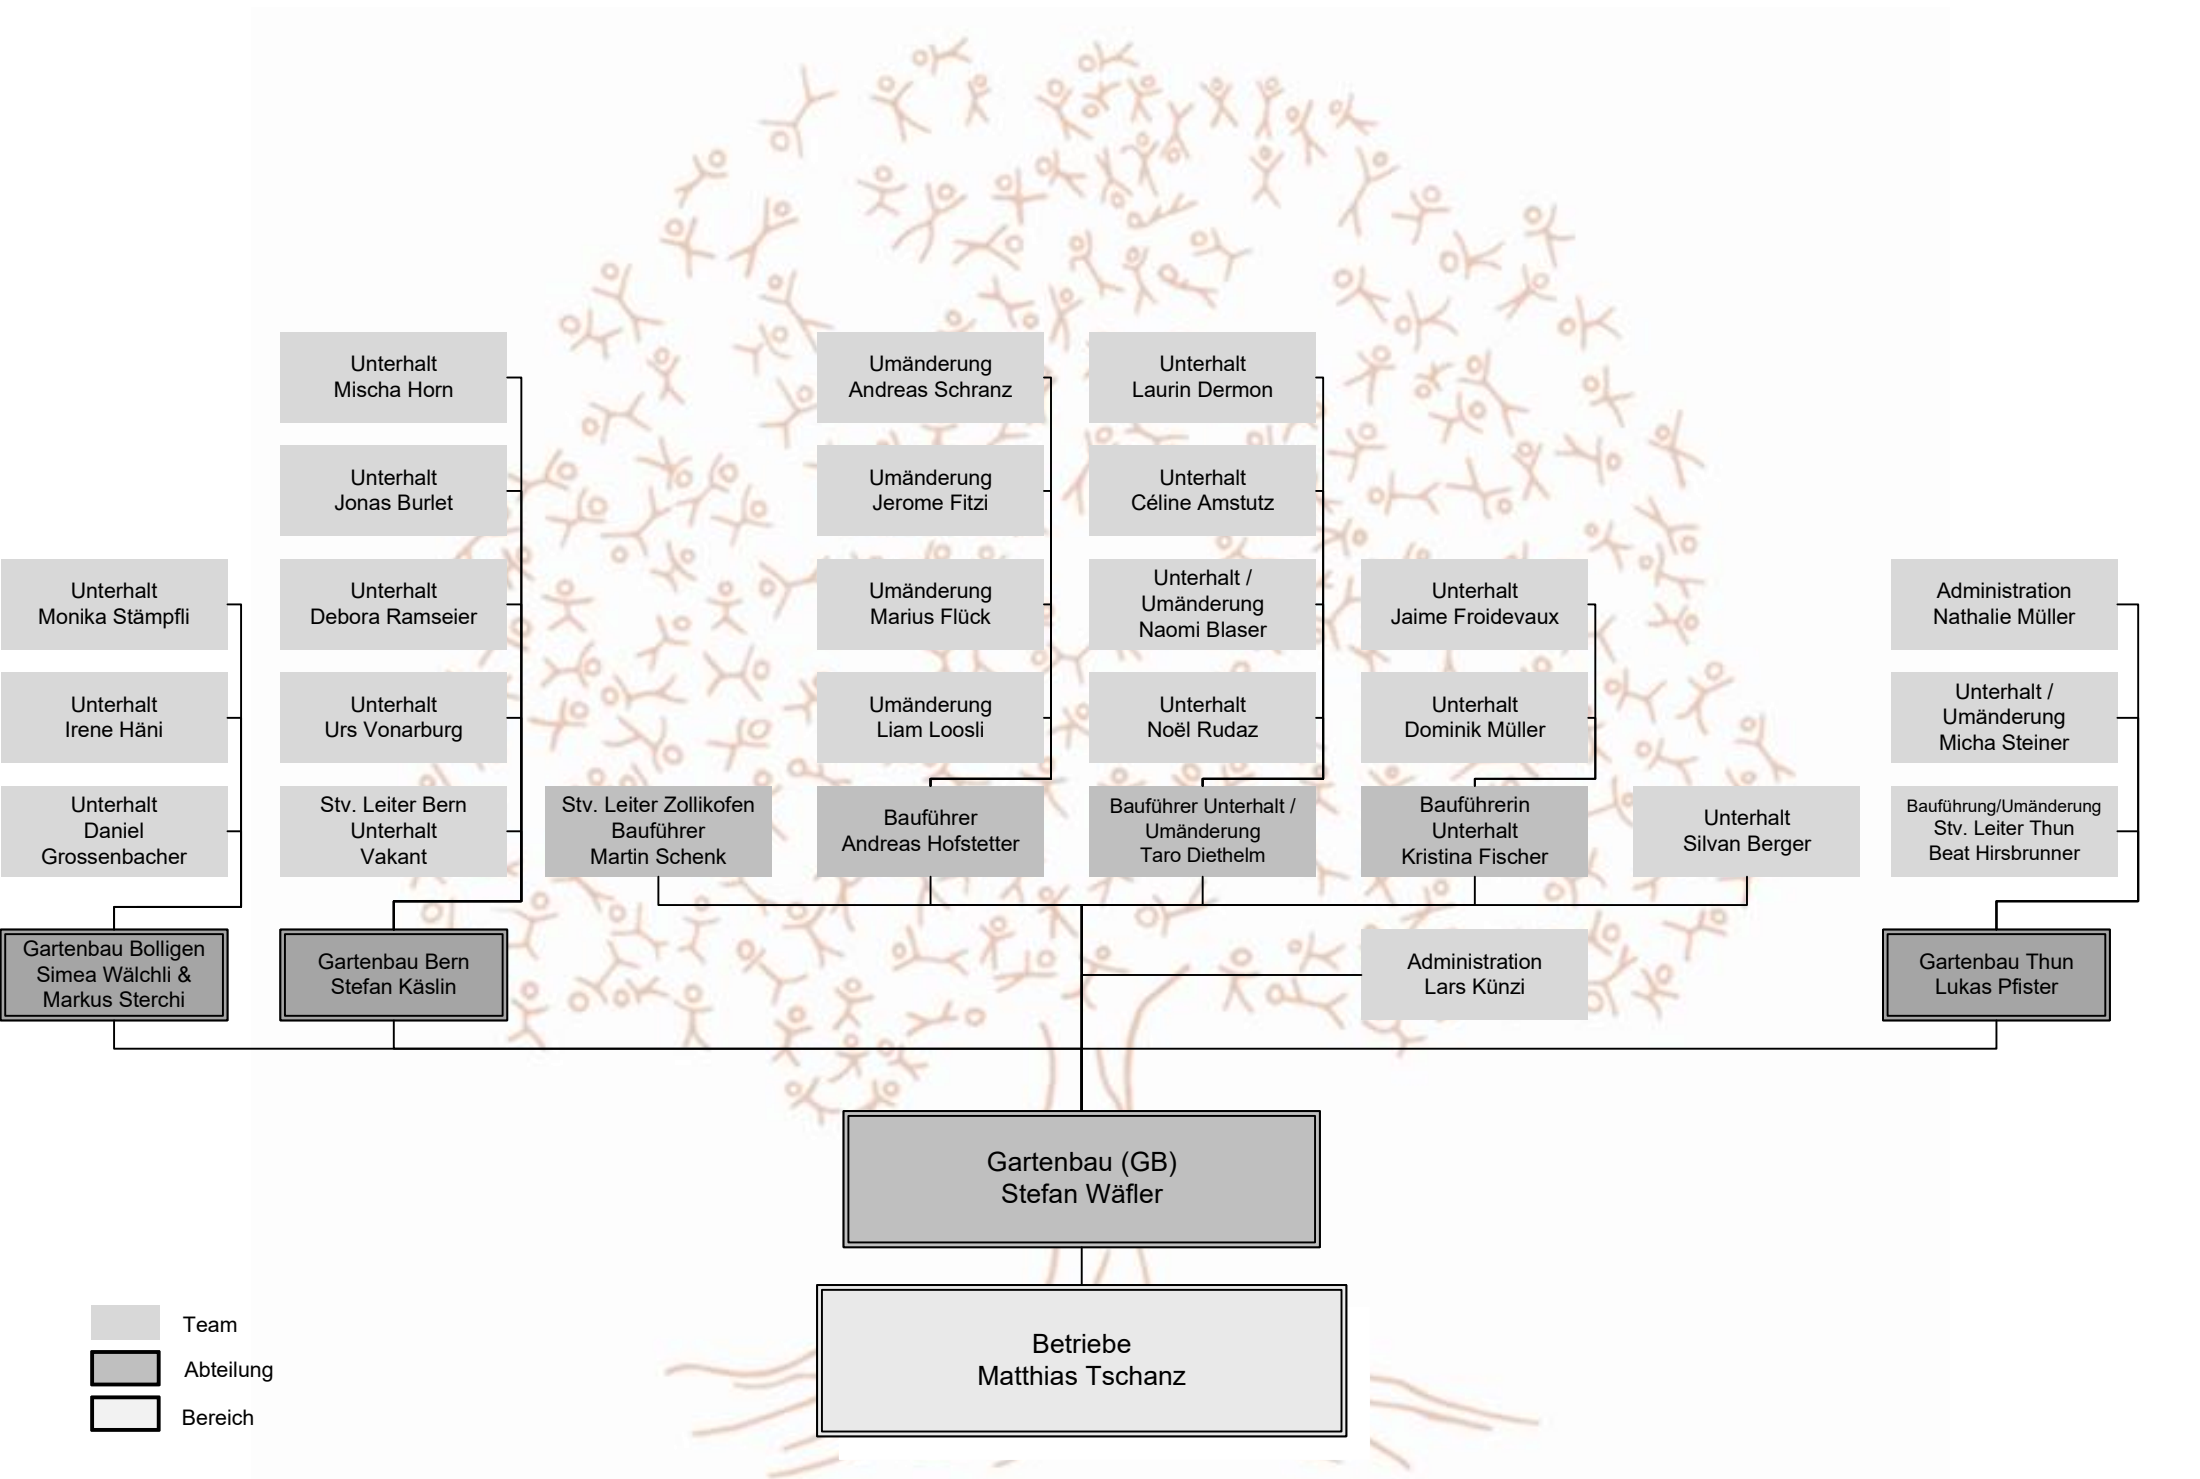 Unterhalt
Mischa Horn
Umänderung
Andreas Schranz
Unterhalt
Laurin Dermon
Unterhalt
Jonas Burlet
Umänderung
Jerome Fitzi
Unterhalt
Céline Amstutz
Unterhalt
Monika Stämpfli
Unterhalt
Debora Ramseier
Umänderung
Marius Flück
Unterhalt /
Umänderung
Naomi Blaser
Unterhalt
Jaime Froidevaux
Administration
Nathalie Müller
Unterhalt
Irene Häni
Unterhalt
Urs Vonarburg
Umänderung
Liam Loosli
Unterhalt
Noël Rudaz
Unterhalt
Dominik Müller
Unterhalt /
Umänderung
Micha Steiner
Unterhalt
Daniel
Grossenbacher
Stv. Leiter Bern
Unterhalt
Vakant
Stv. Leiter Zollikofen
Bauführer
Martin Schenk
Bauführer
Andreas Hofstetter
Bauführer Unterhalt /
Umänderung
Taro Diethelm
Bauführerin
Unterhalt
Kristina Fischer
Unterhalt
Silvan Berger
Bauführung/Umänderung
Stv. Leiter Thun
Beat Hirsbrunner
Gartenbau Bolligen
Simea Wälchli &
Markus Sterchi
Gartenbau Bern
Stefan Käslin
Administration
Lars Künzi
Gartenbau Thun
Lukas Pfister
Gartenbau (GB)
Stefan Wäfler
Betriebe
Matthias Tschanz
Team
Abteilung
Bereich